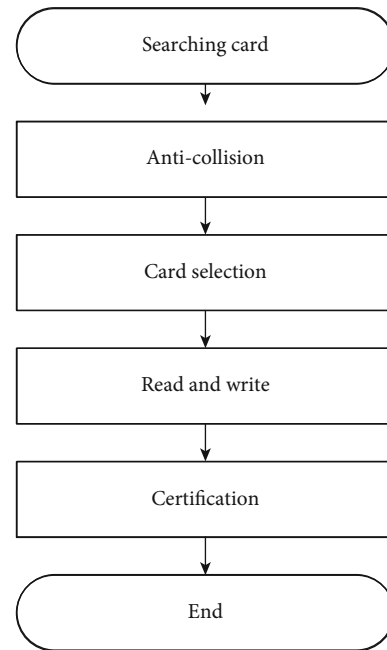 Searching card
Anti-collision
Card selection
Read and write
Certification
End